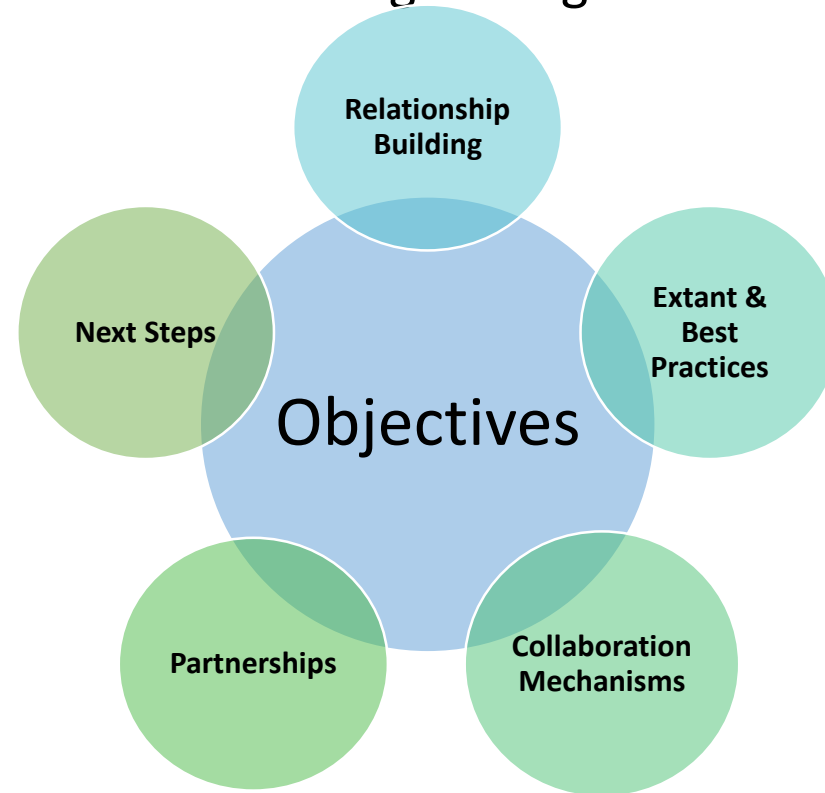 Relationship
Building
Extant &
Best
Practices
Collaboration
Mechanisms
Partnerships
Next Steps
Objectives